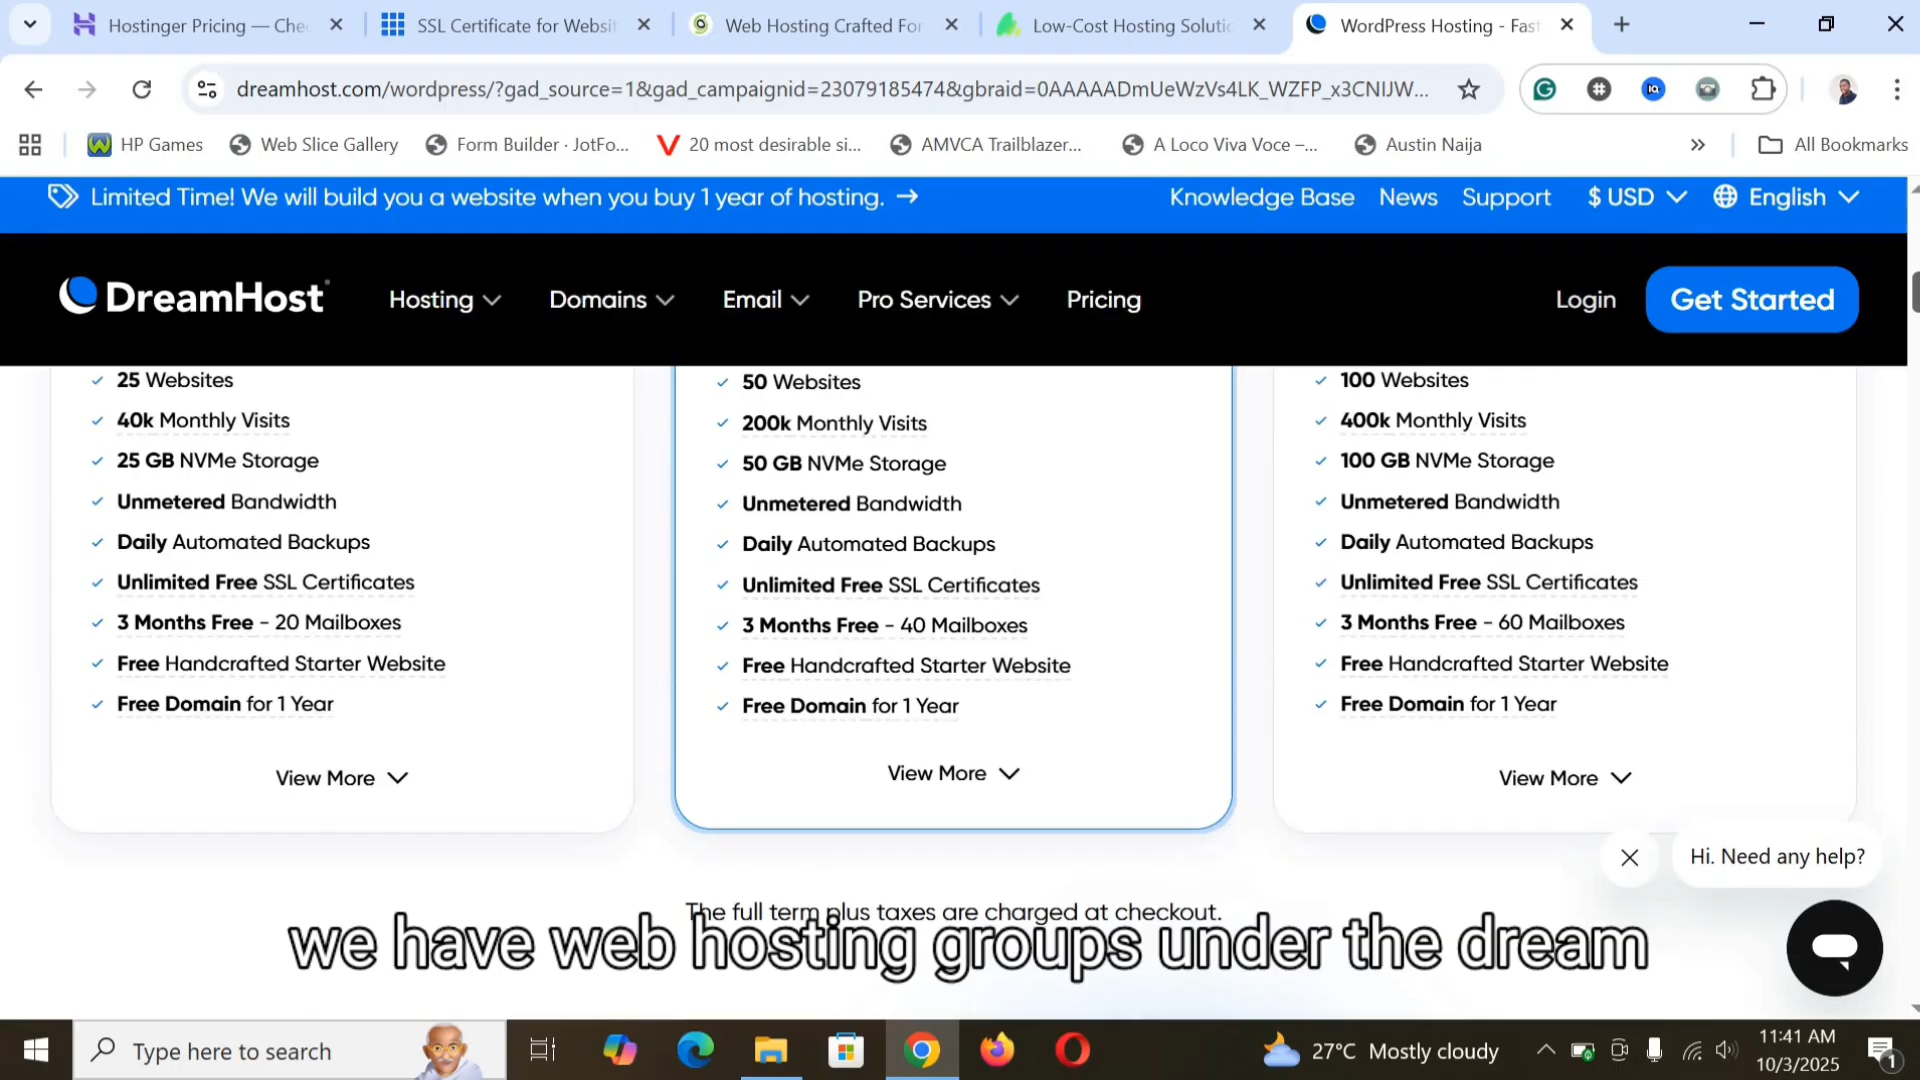 Hostinger Pricing — Che
SSL Certificate for Websit
Web Hosting Crafted For
Low-Cost Hosting Solutic
WordPress Hosting - Fast
dreamhost.com/wordpress/?gad_source=1&gad_campaignid=23079185474&gbraid=0AAAAADmUeWzVs4LK_WZFP_x3CNIJW...
HP Games
Web Slice Gallery
Form Builder · JotFo...
20 most desirable si...
AMVCA Trailblazer...
A Loco Viva Voce –...
Austin Naija
All Bookmarks
Limited Time! We will build you a website when you buy 1 year of hosting. →
Knowledge Base
News
Support
$ USD
English
DreamHost
Hosting
Domains
Email
Pro Services
Pricing
Login
Get Started
25 Websites
40k Monthly Visits
25 GB NVMe Storage
Unmetered Bandwidth
Daily Automated Backups
Unlimited Free SSL Certificates
3 Months Free - 20 Mailboxes
Free Handcrafted Starter Website
Free Domain for 1 Year
View More
50 Websites
200k Monthly Visits
50 GB NVMe Storage
Unmetered Bandwidth
Daily Automated Backups
Unlimited Free SSL Certificates
3 Months Free - 40 Mailboxes
Free Handcrafted Starter Website
Free Domain for 1 Year
View More
100 Websites
400k Monthly Visits
100 GB NVMe Storage
Unmetered Bandwidth
Daily Automated Backups
Unlimited Free SSL Certificates
3 Months Free - 60 Mailboxes
Free Handcrafted Starter Website
Free Domain for 1 Year
View More
Hi. Need any help?
The full term plus taxes are charged at checkout.
we have web hosting groups under the dream
Type here to search
27°C Mostly cloudy
11:41 AM
10/3/2025
1